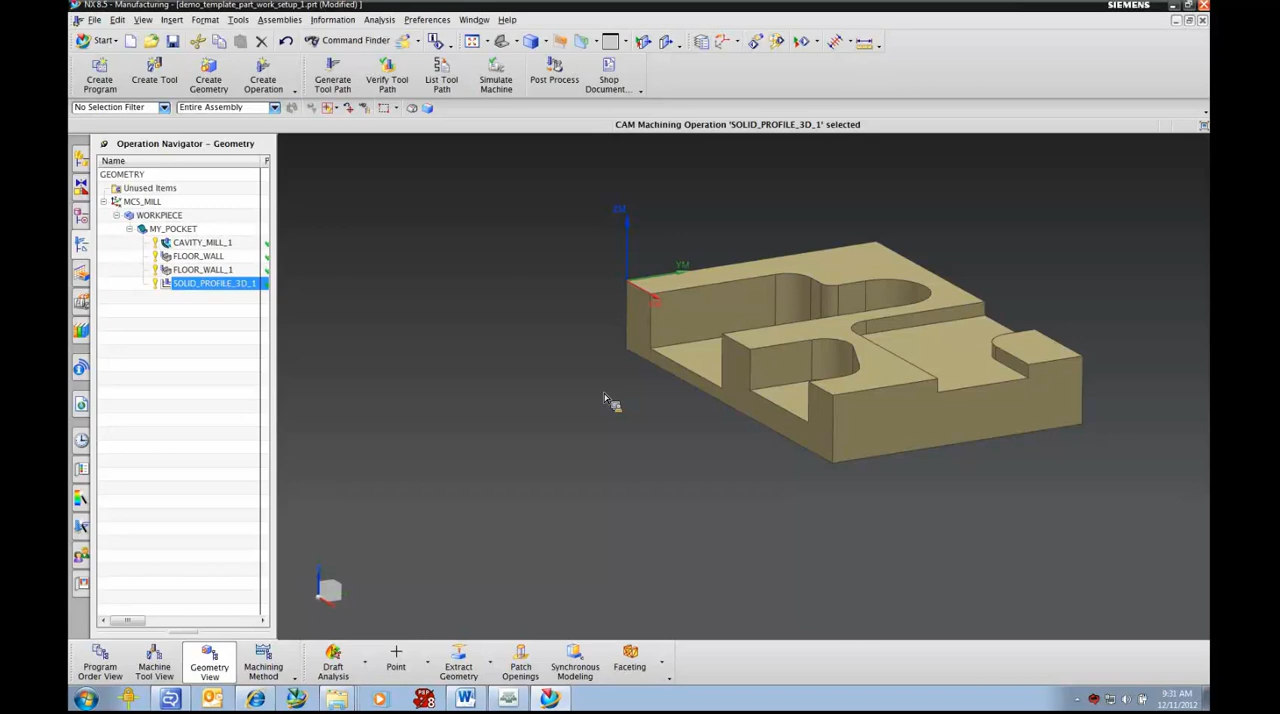 NX 8.5 - Manufacturing - [demo_template_part_work_setup_1.prt (Modified) ]
SIEMENS
File Edit View Insert Format Tools Assemblies Information Analysis Preferences Window Help
Start Command Finder
Create Program
Create Tool
Create Geometry
Create Operation
Generate Tool Path
Verify Tool Path
List Tool Path
Simulate Machine
Post Process
Shop Document...
No Selection Filter
Entire Assembly
CAM Machining Operation 'SOLID_PROFILE_3D_1' selected
Operation Navigator - Geometry
Name
P
GEOMETRY
Unused Items
MCS_MILL
WORKPIECE
MY_POCKET
CAVITY_MILL_1
FLOOR_WALL
FLOOR_WALL_1
SOLID_PROFILE_3D_1
ZM
YM
Program Order View
Machine Tool View
Geometry View
Machining Method
Draft Analysis
Point
Extract Geometry
Patch Openings
Synchronous Modeling
Faceting
9:31 AM
12/11/2012